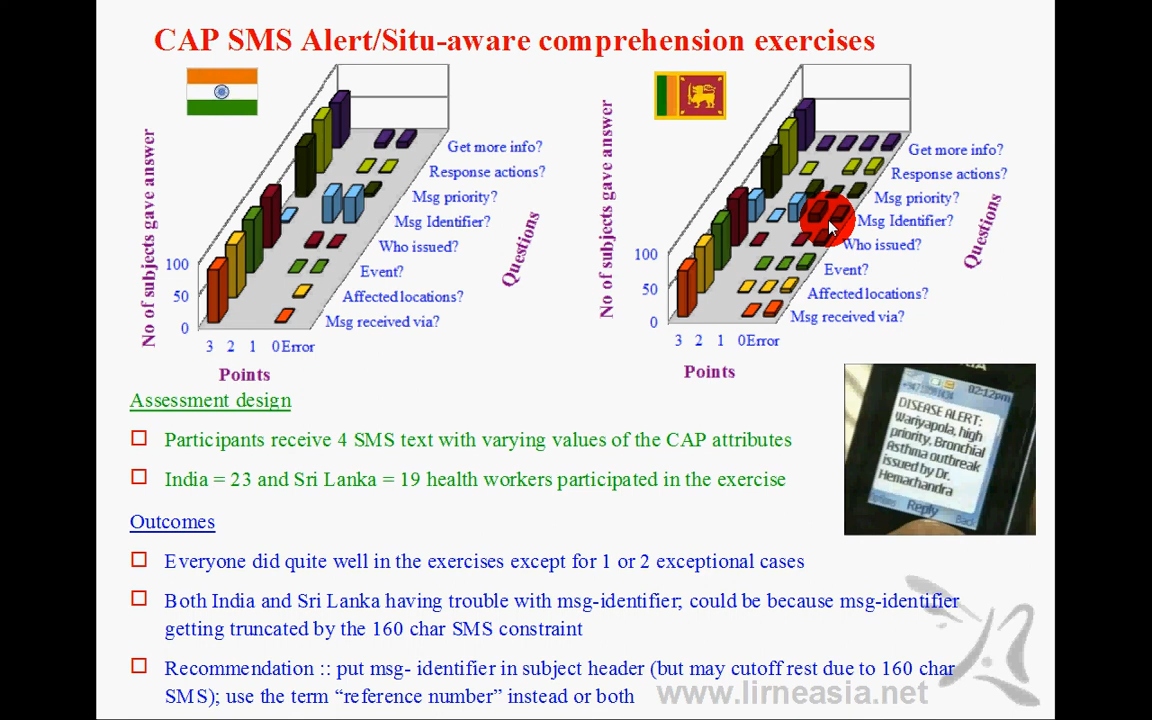 CAP SMS Alert/Situ-aware comprehension exercises
No of subjects gave answer
100
50
0
3 2 1 0 Error
Points
Get more info?
Response actions?
Msg priority?
Msg Identifier?
Who issued?
Event?
Affected locations?
Msg received via?
Questions
No of subjects gave answer
100
50
0
3 2 1 0 Error
Points
Get more info?
Response actions?
Msg priority?
Msg Identifier?
Who issued?
Event?
Affected locations?
Msg received via?
Questions
02:12pm
DISEASE ALERT:
Wariyapola, high
priority, Bronchial
Asthma outbreak
issued by Dr.
Hemachandra
Options Reply Back
Assessment design
Participants receive 4 SMS text with varying values of the CAP attributes
India = 23 and Sri Lanka = 19 health workers participated in the exercise
Outcomes
Everyone did quite well in the exercises except for 1 or 2 exceptional cases
Both India and Sri Lanka having trouble with msg-identifier; could be because msg-identifier
getting truncated by the 160 char SMS constraint
Recommendation :: put msg- identifier in subject header (but may cutoff rest due to 160 char
SMS); use the term “reference number” instead or both
www.lirneasia.net